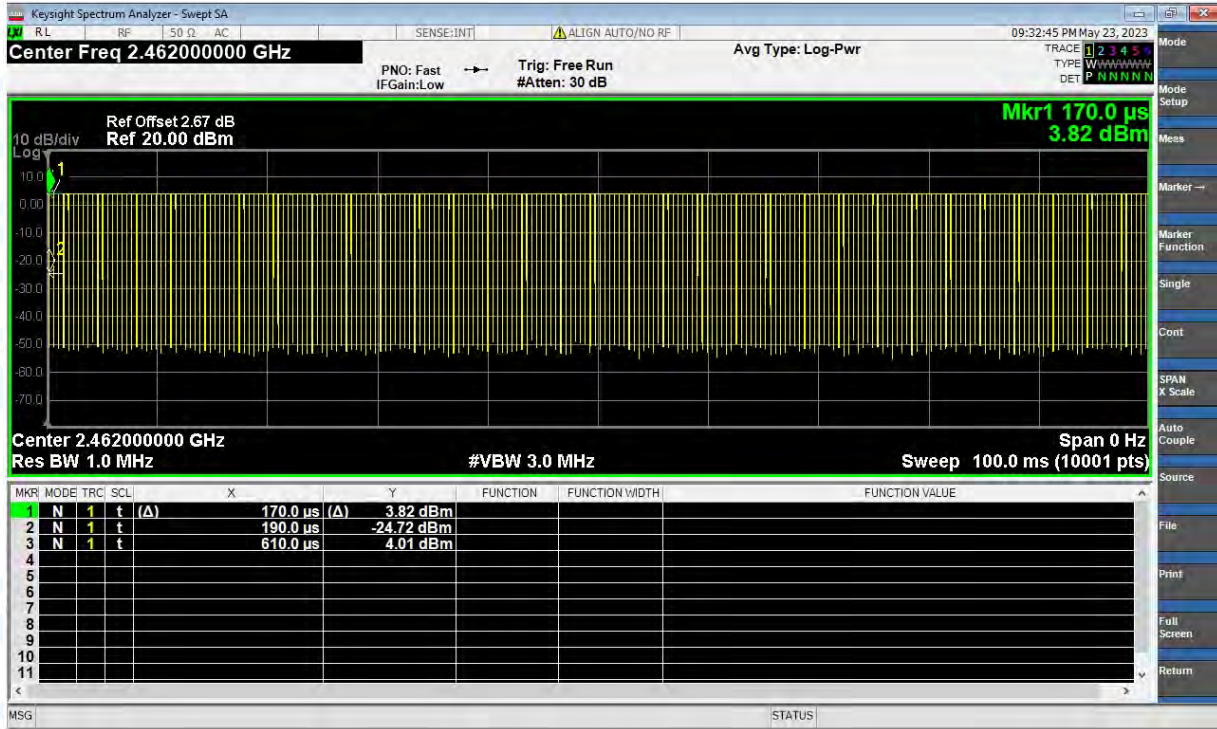 Keysight Spectrum Analyzer - Swept SA
LXI RL RF 50 Ω AC SENSE:INT ALIGN AUTO/NO RF 09:32:45 PM May 23, 2023
Center Freq 2.462000000 GHz
PNO: Fast
IFGain:Low
Trig: Free Run
#Atten: 30 dB
Avg Type: Log-Pwr
TRACE 1 2 3 4 5 6
TYPE WWWWWW
DET P N N N N N
Ref Offset 2.67 dB
10 dB/div Ref 20.00 dBm
Log
Mkr1 170.0 µs
3.82 dBm
10.0
0.00
-10.0
-20.0
-30.0
-40.0
-50.0
-60.0
-70.0
1
2
Center 2.462000000 GHz
Span 0 Hz
Res BW 1.0 MHz
#VBW 3.0 MHz
Sweep 100.0 ms (10001 pts)
MKR MODE TRC SCL X Y FUNCTION FUNCTION WIDTH FUNCTION VALUE
1 N 1 t (Δ) 170.0 µs (Δ) 3.82 dBm
2 N 1 t 190.0 µs -24.72 dBm
3 N 1 t 610.0 µs 4.01 dBm
4
5
6
7
8
9
10
11
MSG
STATUS
Mode
Mode
Setup
Meas
Marker→
Marker
Function
Single
Cont
SPAN
X Scale
Auto
Couple
Source
File
Print
Full
Screen
Return